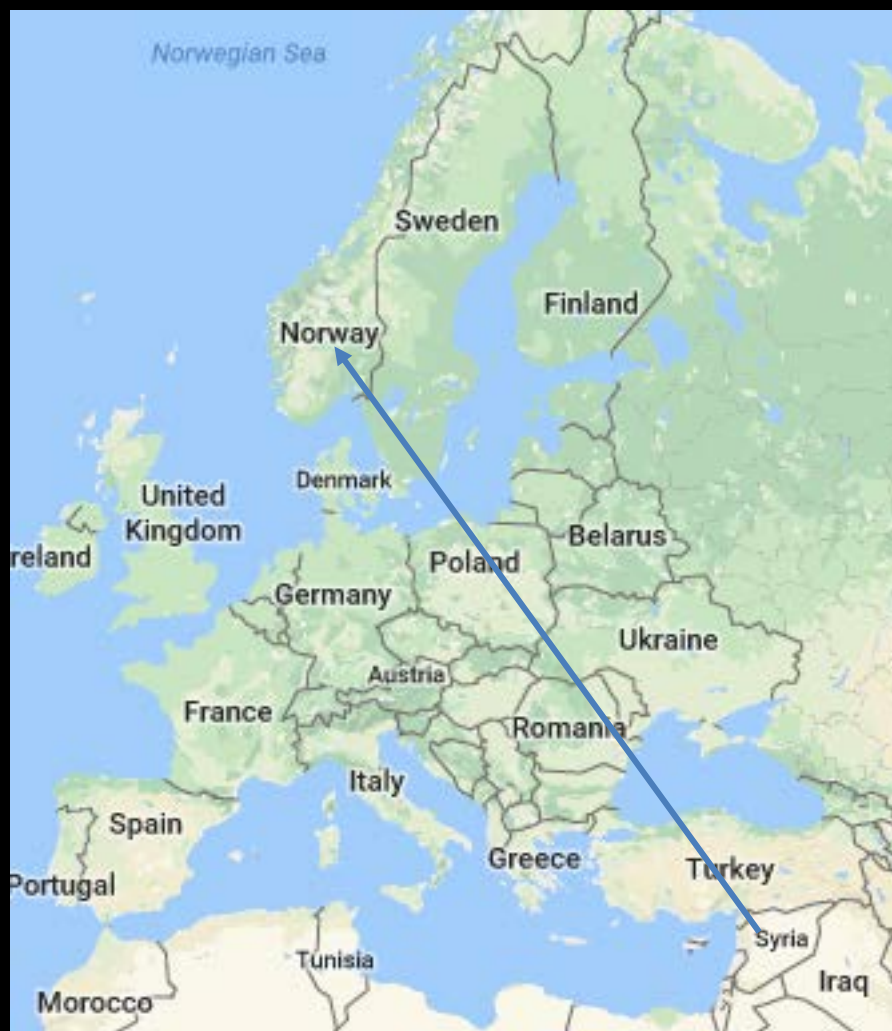 Norwegian Sea
Sweden
Finland
Norway
Denmark
United
Kingdom
reland
Belarus
Poland
Germany
Ukraine
Austria
France
Romania
Italy
Spain
Greece
Turkey
Portugal
Syria
Tunisia
Iraq
Morocco